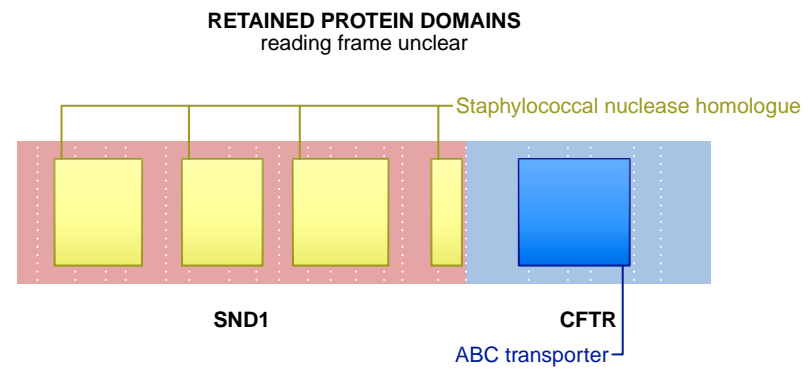 RETAINED PROTEIN DOMAINS
reading frame unclear
Staphylococcal nuclease homologue
SND1
CFTR
ABC transporter